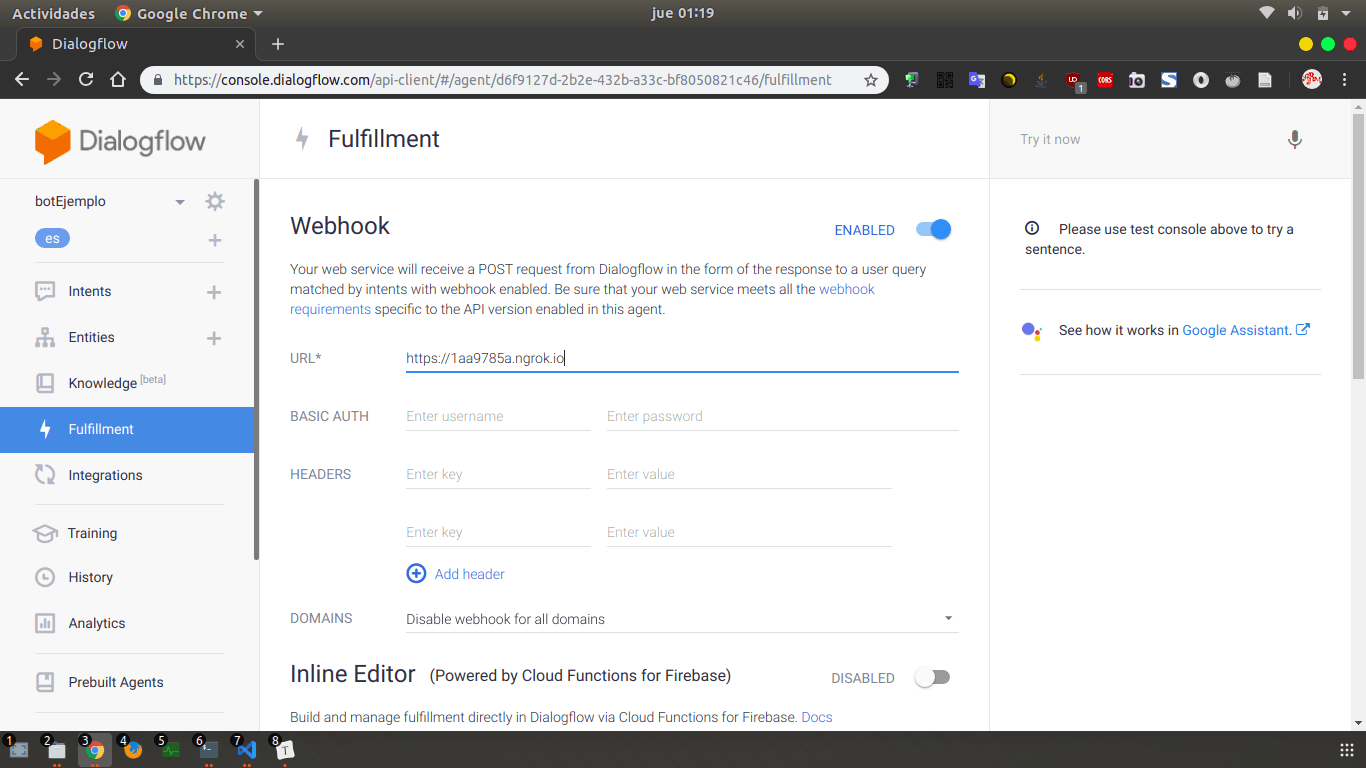 Actividades
Google Chrome
jue 01:19
Dialogflow
https://console.dialogflow.com/api-client/#/agent/d6f9127d-2b2e-432b-a33c-bf8050821c46/fulfillment
1
CORS
Dialogflow
Fulfillment
Try it now
botEjemplo
es
Intents
Entities
Knowledge [beta]
Fulfillment
Integrations
Training
History
Analytics
Prebuilt Agents
Webhook
ENABLED
Your web service will receive a POST request from Dialogflow in the form of the response to a user query
matched by intents with webhook enabled. Be sure that your web service meets all the webhook
requirements specific to the API version enabled in this agent.
URL*
https://1aa9785a.ngrok.io
BASIC AUTH
Enter username
Enter password
HEADERS
Enter key
Enter value
Enter key
Enter value
Add header
DOMAINS
Disable webhook for all domains
Inline Editor (Powered by Cloud Functions for Firebase)
DISABLED
Build and manage fulfillment directly in Dialogflow via Cloud Functions for Firebase. Docs
Please use test console above to try a
sentence.
See how it works in Google Assistant.
1
2
3
4
5
6
7
8
T